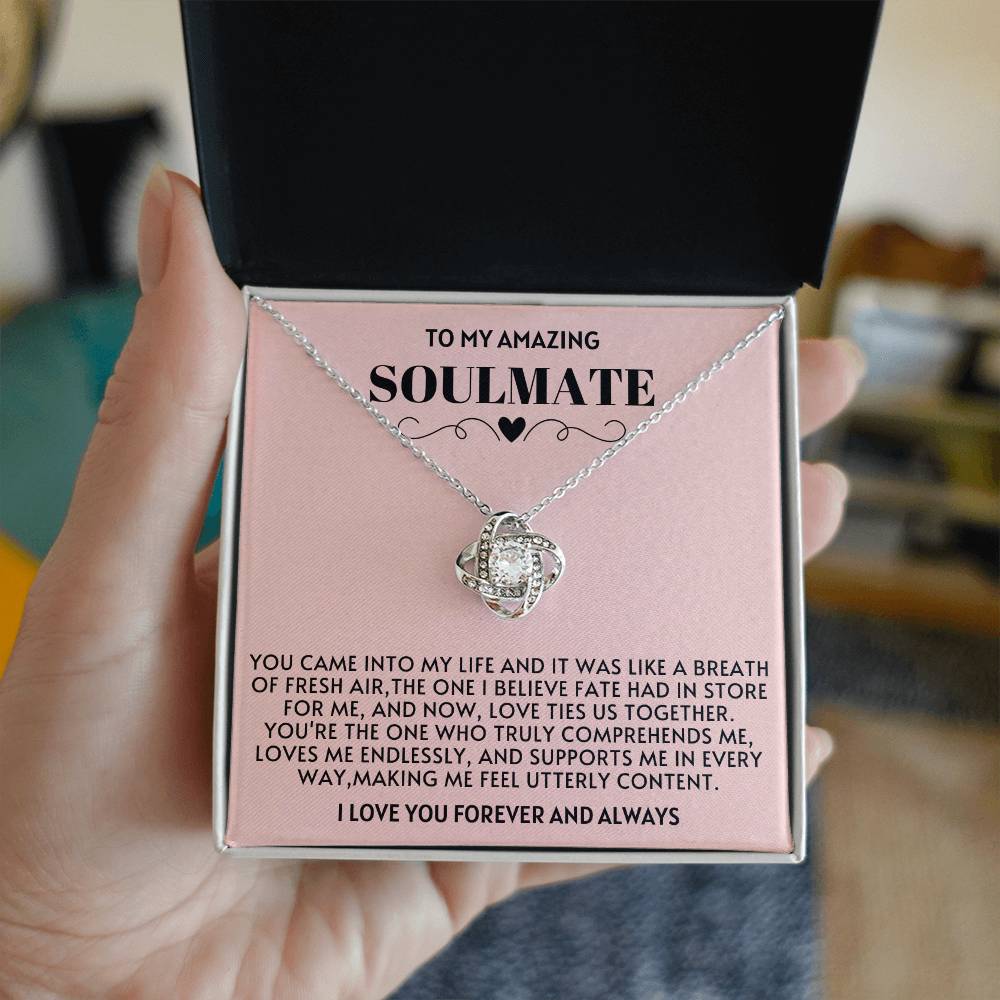 TO MY AMAZING
SOULMATE
YOU CAME INTO MY LIFE AND IT WAS LIKE A BREATH
OF FRESH AIR,THE ONE I BELIEVE FATE HAD IN STORE
FOR ME, AND NOW, LOVE TIES US TOGETHER.
YOU'RE THE ONE WHO TRULY COMPREHENDS ME,
LOVES ME ENDLESSLY, AND SUPPORTS ME IN EVERY
WAY,MAKING ME FEEL UTTERLY CONTENT.
I LOVE YOU FOREVER AND ALWAYS